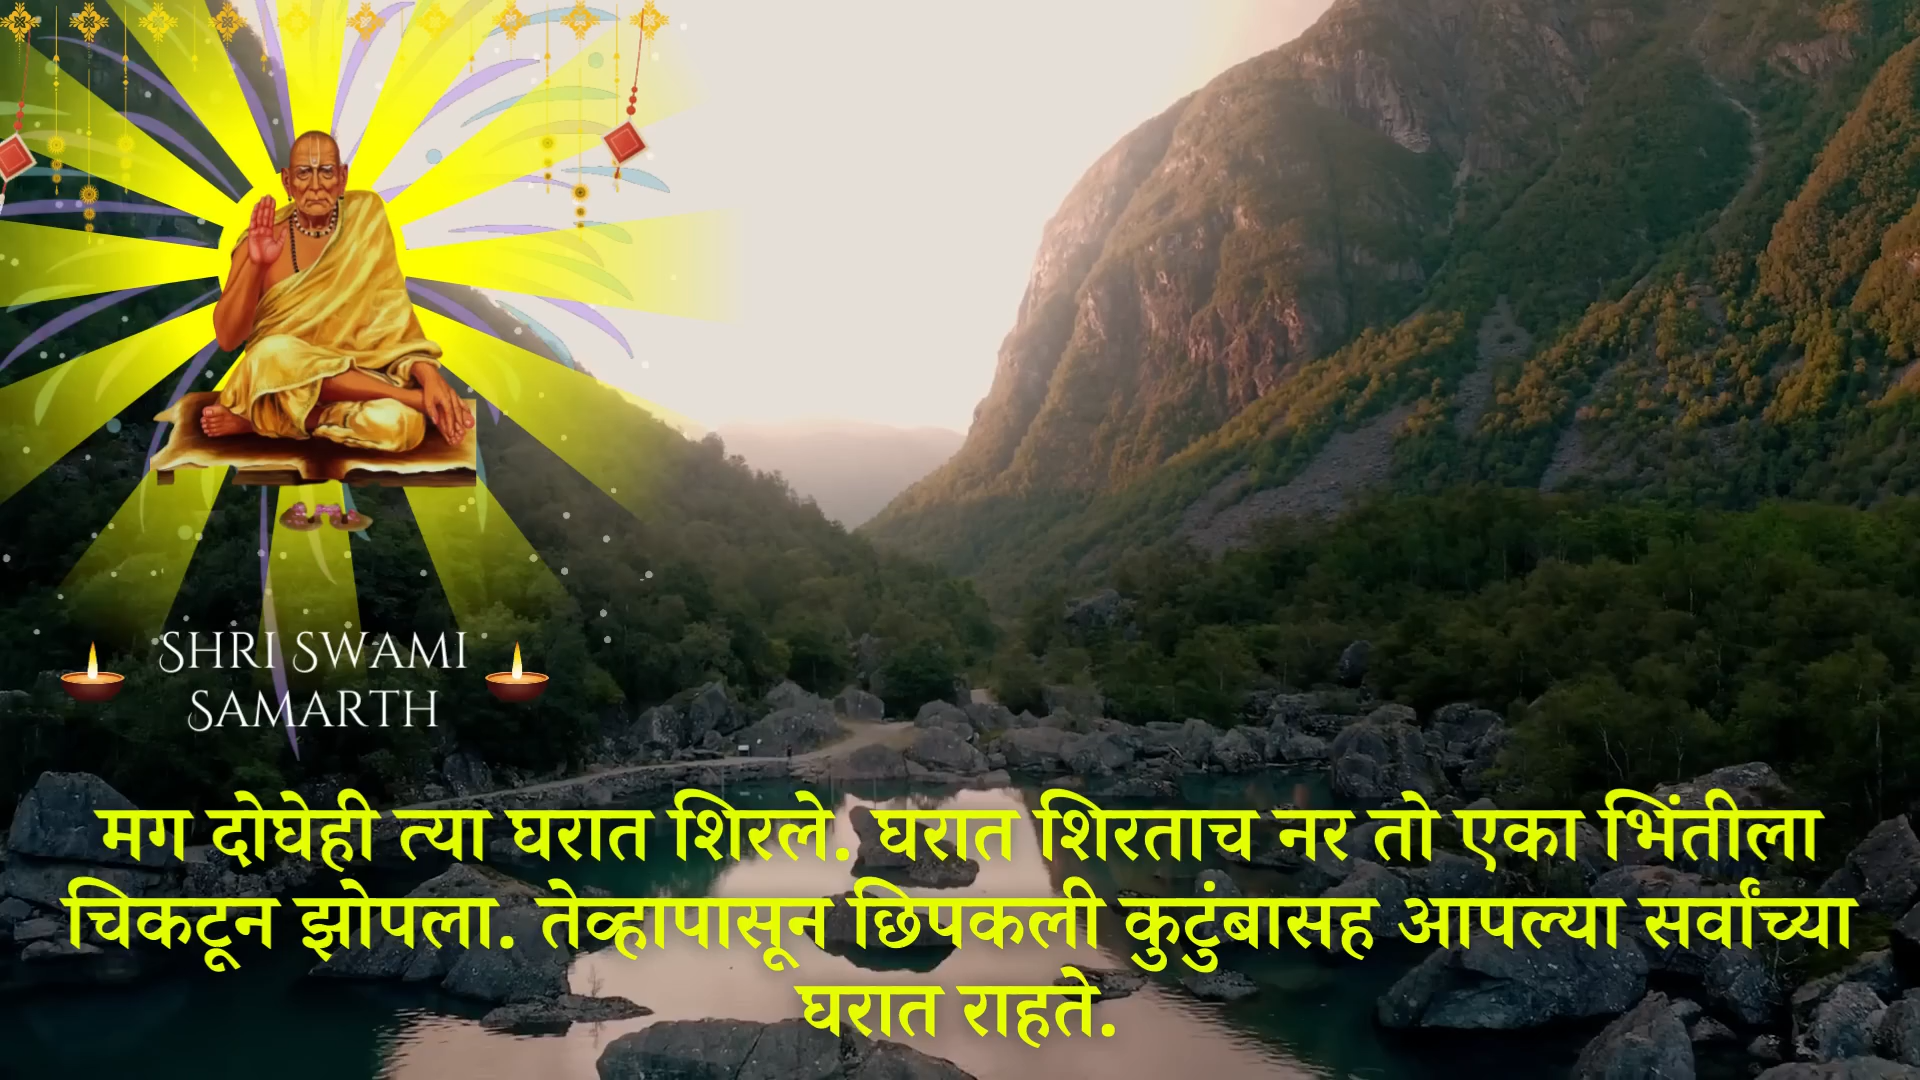 SHRI SWAMI
SAMARTH
मग दोघेही त्या घरात शिरले. घरात शिरताच नर तो एका भिंतीला
चिकटून झोपला. तेव्हापासून छिपकली कुटुंबासह आपल्या सर्वांच्या
घरात राहते.